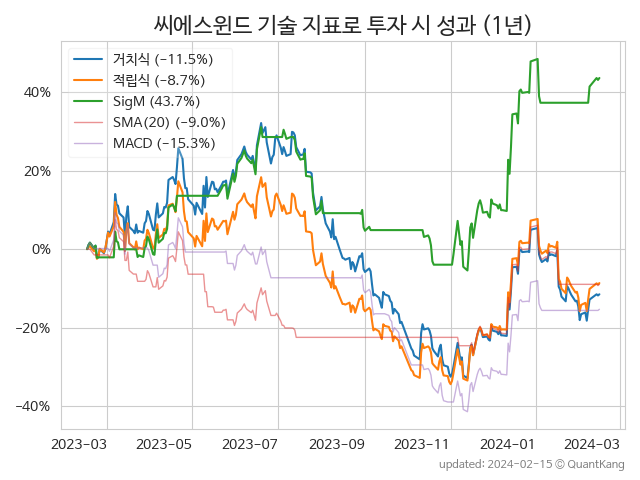 씨에스윈드 기술 지표로 투자 시 성과 (1년)
거치식 (−11.5%)
적립식 (−8.7%)
SigM (43.7%)
SMA(20) (−9.0%)
MACD (−15.3%)
40%
20%
0%
−20%
−40%
2023-03 2023-05 2023-07 2023-09 2023-11 2024-01 2024-03
updated: 2024-02-15 © QuantKang